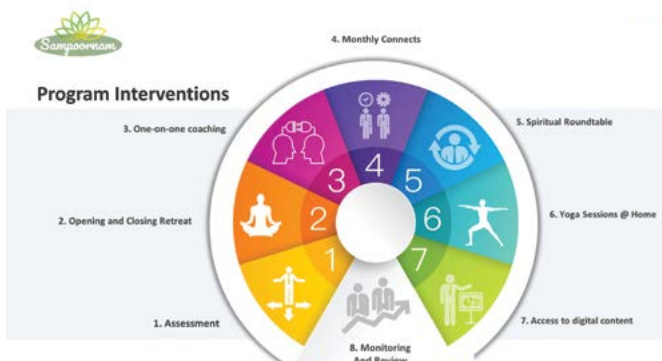 Sampoornam
4. Monthly Connects
Program Interventions
3. One-on-one coaching
5. Spiritual Roundtable
2. Opening and Closing Retreat
6. Yoga Sessions @ Home
1. Assessment
7. Access to digital content
1
2
3
4
5
6
7
8. Monitoring
And Review